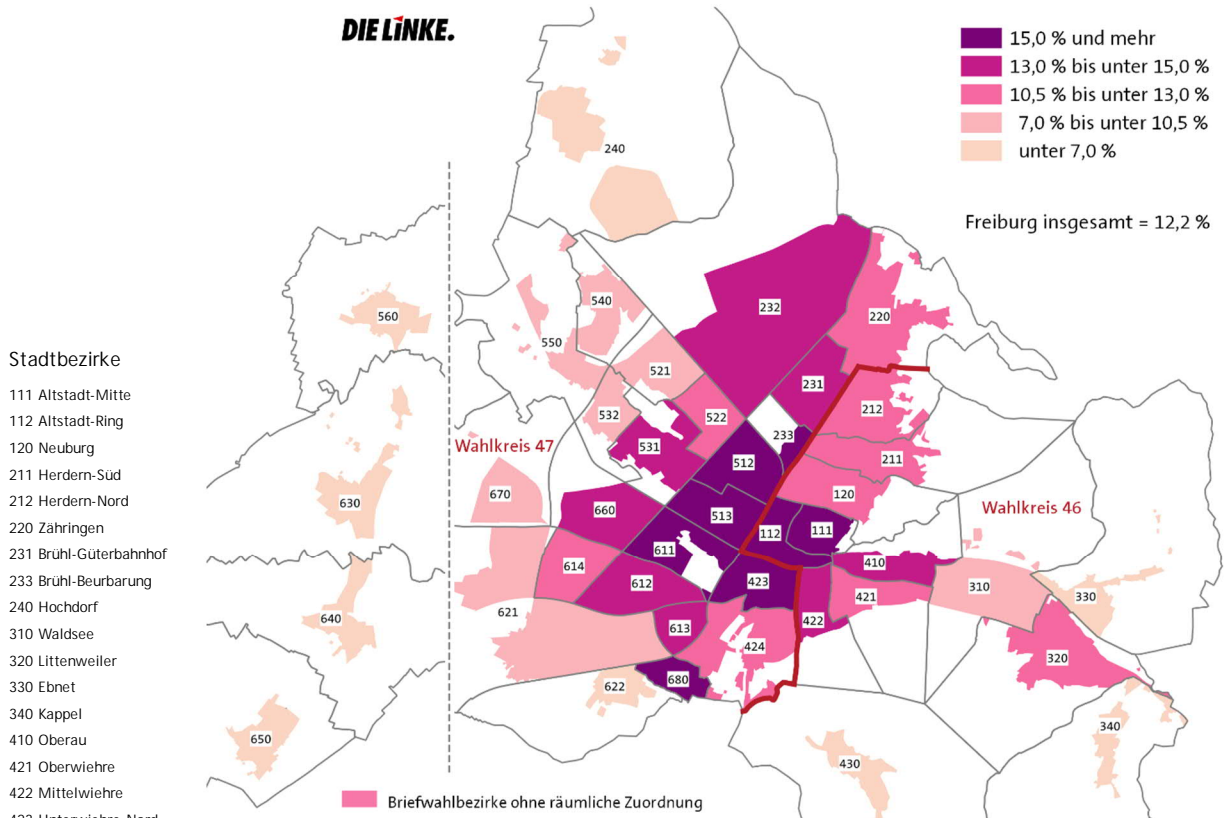 DIE LINKE.
15,0 % und mehr
13,0 % bis unter 15,0 %
10,5 % bis unter 13,0 %
7,0 % bis unter 10,5 %
unter 7,0 %
Freiburg insgesamt = 12,2 %
240
560
540
232
220
550
521
231
532
522
212
233
Wahlkreis 47
531
512
211
670
120
660
513
Wahlkreis 46
112
111
611
614
410
612
423
310
330
621
421
613
422
640
630
424
320
680
622
650
340
430
Stadtbezirke
111 Altstadt-Mitte
112 Altstadt-Ring
120 Neuburg
211 Herdern-Süd
212 Herdern-Nord
220 Zähringen
231 Brühl-Güterbahnhof
233 Brühl-Beurbarung
240 Hochdorf
310 Waldsee
320 Littenweiler
330 Ebnet
340 Kappel
410 Oberau
421 Oberwiehre
422 Mittelwiehre
423 Unterwiehre-Nord
Briefwahlbezirke ohne räumliche Zuordnung